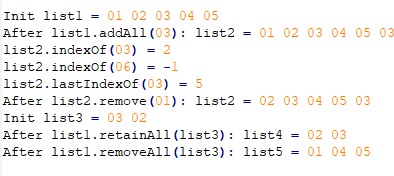 Init list1 = 01 02 03 04 05
After list1.addAll(03): list2 = 01 02 03 04 05 03
list2.indexOf(03) = 2
list2.indexOf(06) = -1
list2.lastIndexOf(03) = 5
After list2.remove(01): list2 = 02 03 04 05 03
Init list3 = 03 02
After list1.retainAll(list3): list4 = 02 03
After list1.removeAll(list3): list5 = 01 04 05